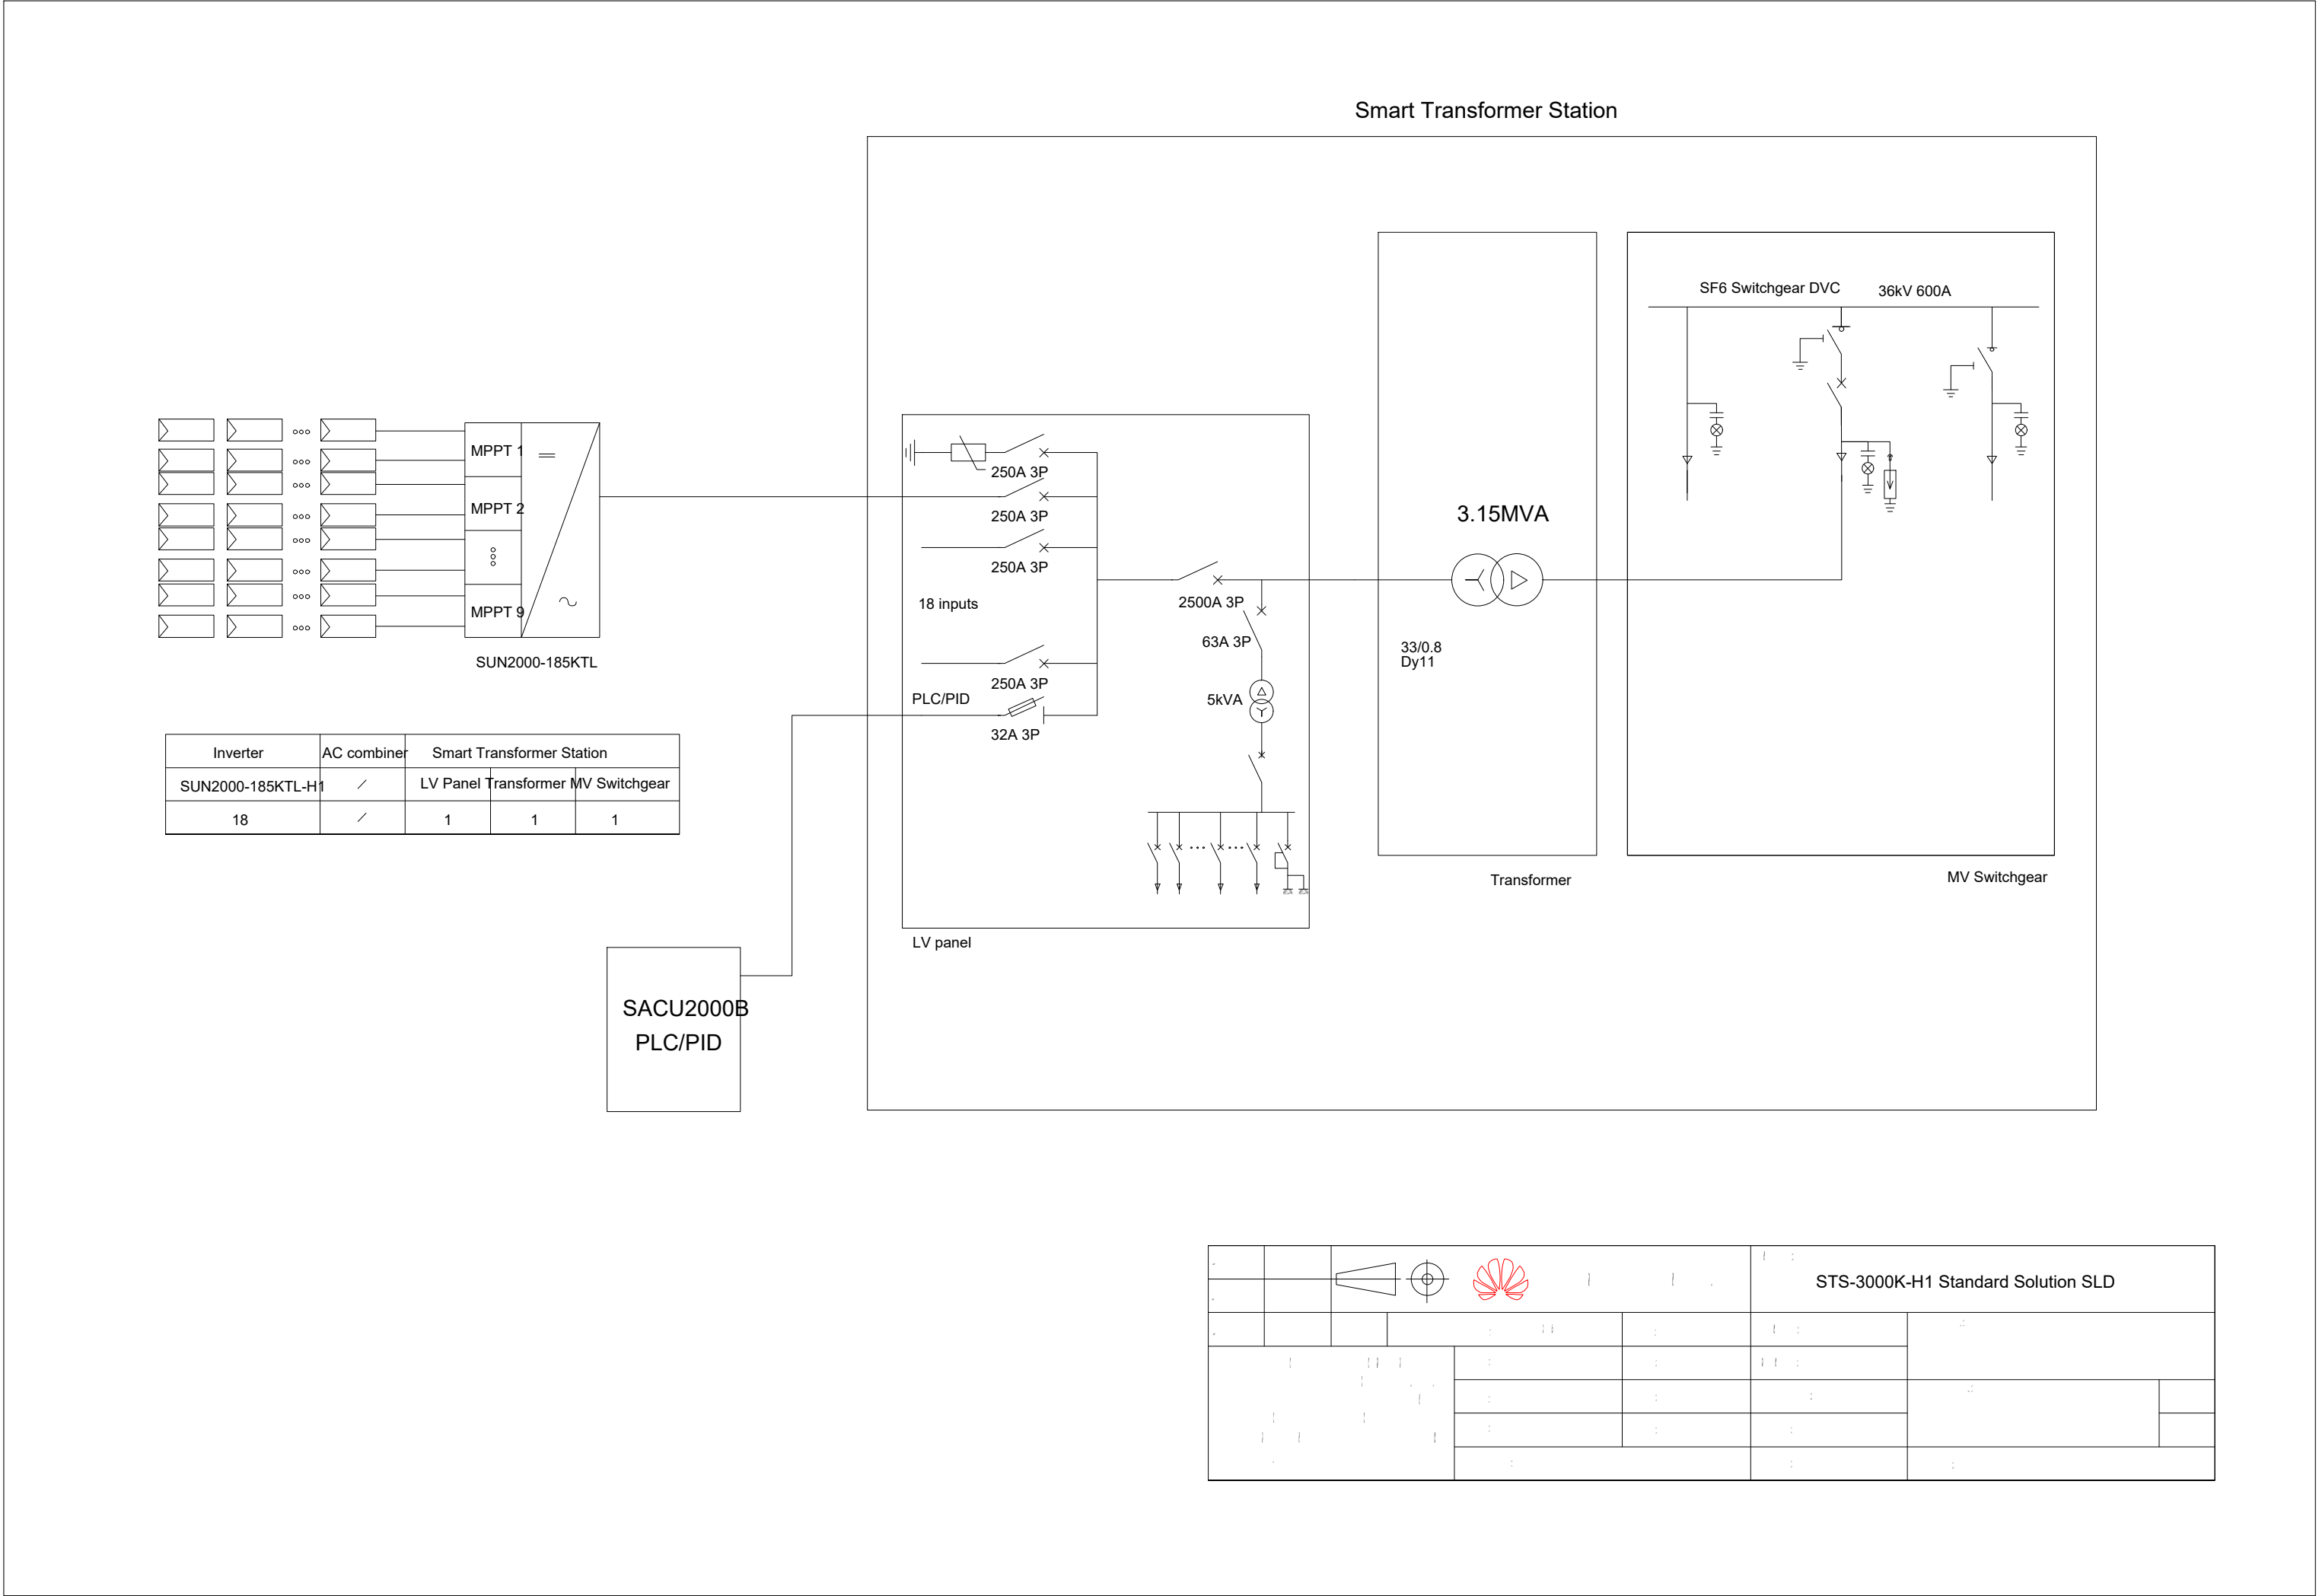 Smart Transformer Station
SF6 Switchgear DVC
36kV 600A
MPPT 1
MPPT 2
MPPT 9
SUN2000-185KTL
250A 3P
250A 3P
250A 3P
18 inputs
250A 3P
PLC/PID
32A 3P
2500A 3P
63A 3P
5kVA
3.15MVA
33/0.8
Dy11
LV panel
Transformer
MV Switchgear
Inverter AC combiner Smart Transformer Station
SUN2000-185KTL-H1 / LV Panel Transformer MV Switchgear
18 / 1 1 1
SACU2000B
PLC/PID
STS-3000K-H1 Standard Solution SLD